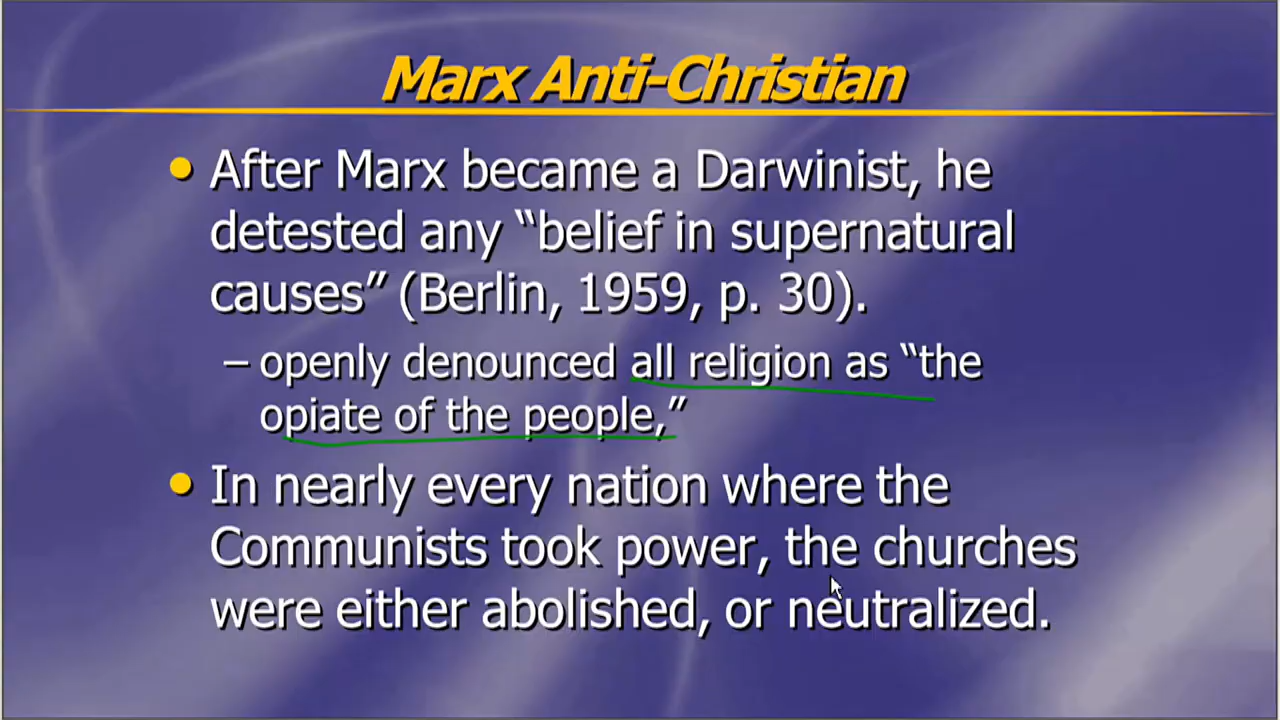 Marx Anti-Christian
• After Marx became a Darwinist, he
detested any “belief in supernatural
causes” (Berlin, 1959, p. 30).
– openly denounced all religion as “the
opiate of the people,”
• In nearly every nation where the
Communists took power, the churches
were either abolished, or neutralized.